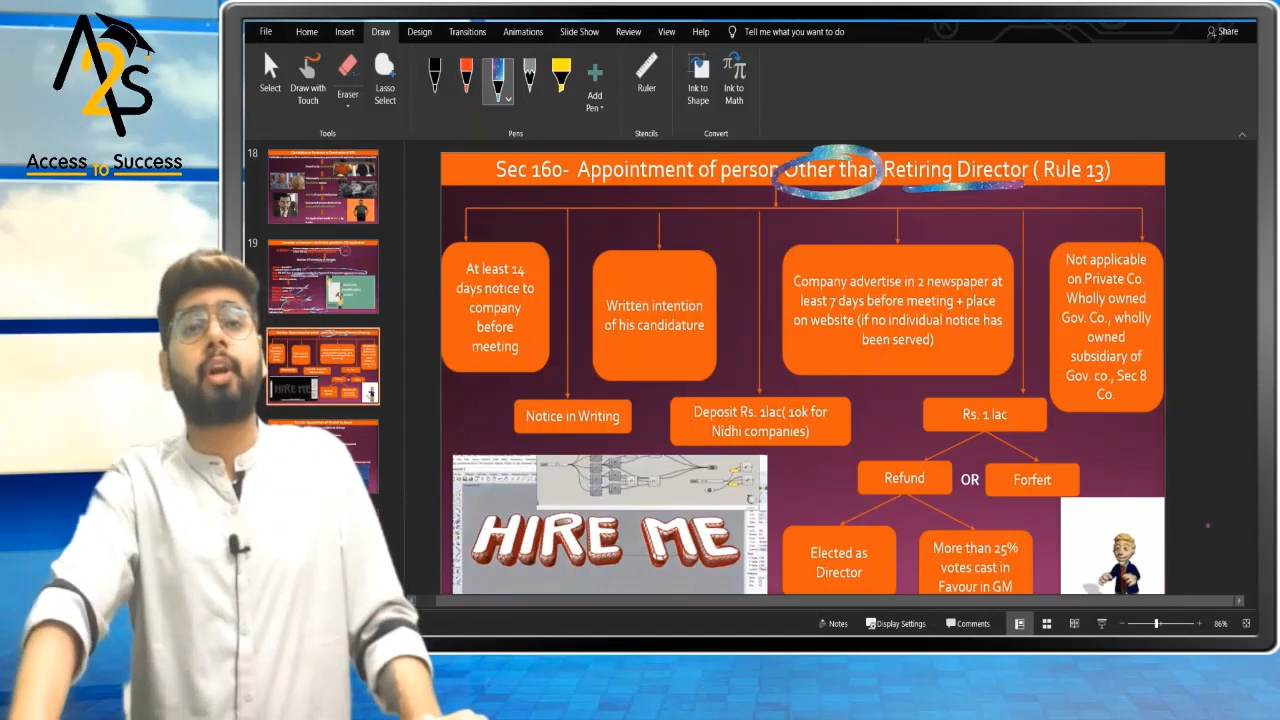 A2S
Access to Success
File Home Insert Draw Design Transitions Animations Slide Show Review View Help Tell me what you want to do Share
Select
Draw with
Touch
Eraser
Lasso
Select
Add
Pen
Ruler
Ink to
Shape
Ink to
Math
Tools Pens Stencils Convert
18
19
Sec 160- Appointment of person Other than Retiring Director ( Rule 13)
At least 14
days notice to
company
before
meeting
Written intention
of his candidature
Company advertise in 2 newspaper at
least 7 days before meeting + place
on website (if no individual notice has
been served)
Not applicable
on Private Co.
Wholly owned
Gov. Co., wholly
owned
subsidiary of
Gov. co., Sec 8
Co.
Notice in Writing
Deposit Rs. 1lac( 10k for
Nidhi companies)
Rs. 1 lac
Refund OR Forfeit
HIRE ME
Elected as
Director
More than 25%
votes cast in
Favour in GM
Notes Display Settings Comments 86%